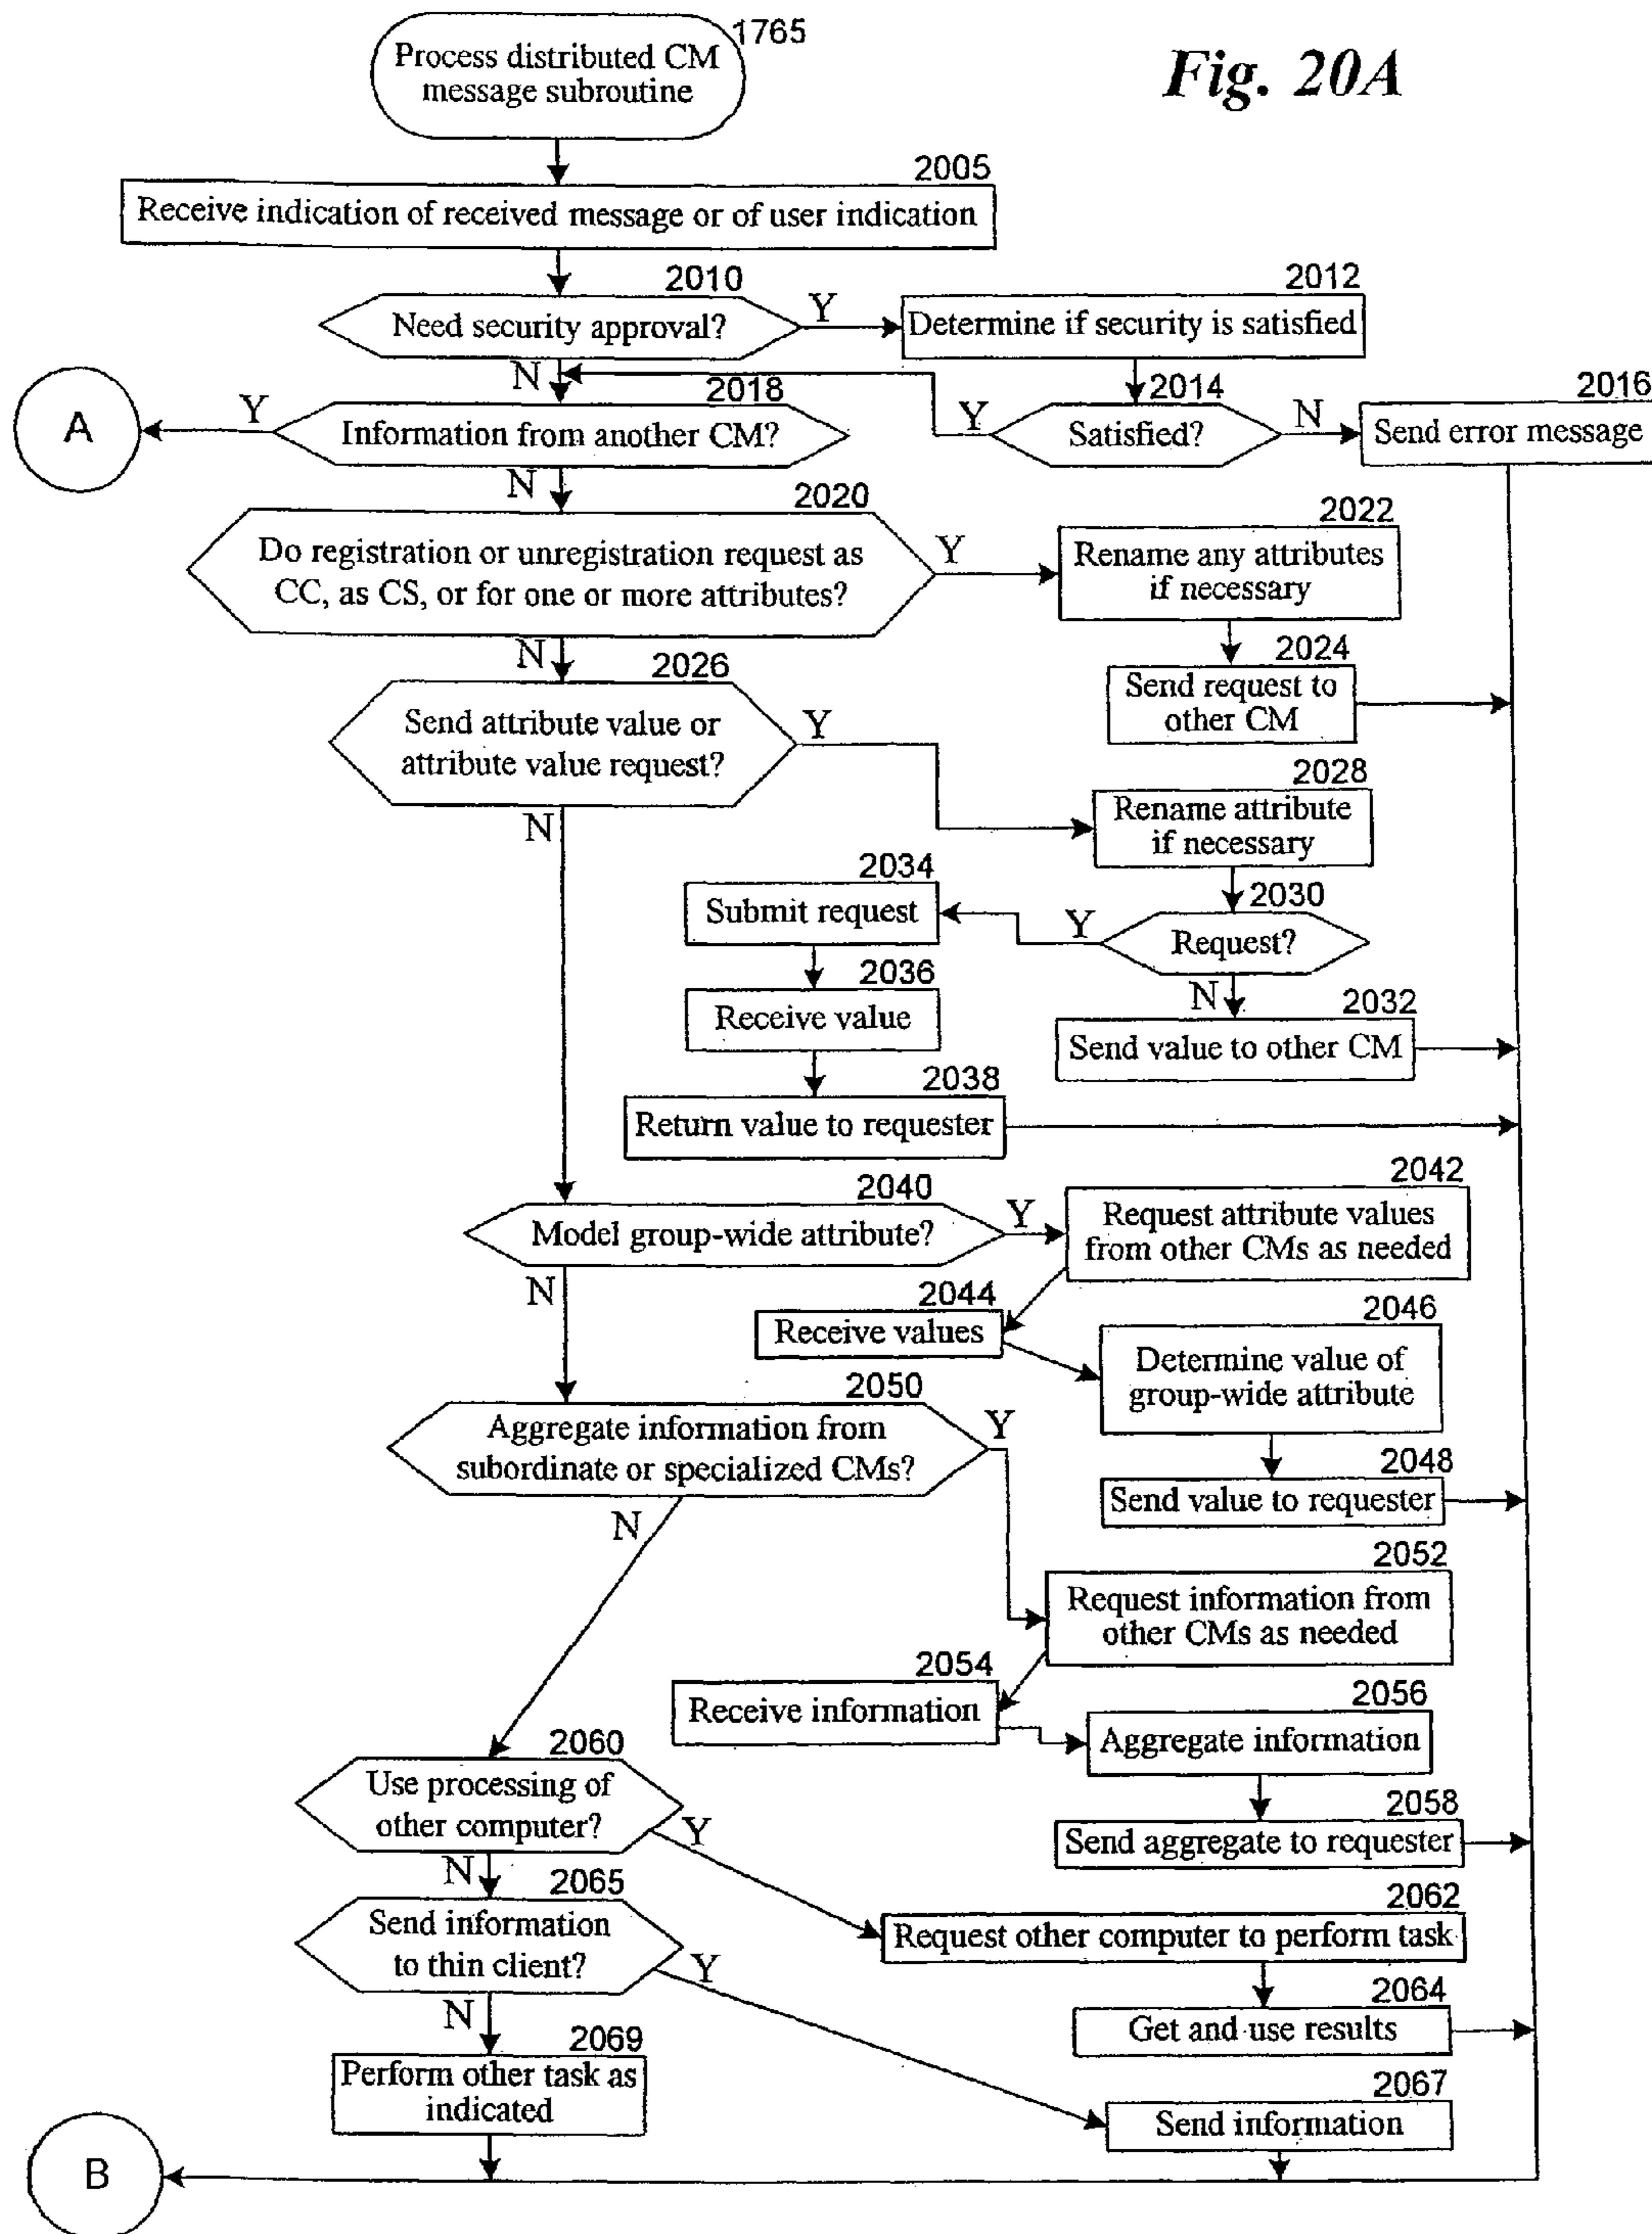 1765
Process distributed CM
message subroutine
Fig. 20A
2005
Receive indication of received message or of user indication
2010
Need security approval?
Y
2012
Determine if security is satisfied
N
2018
Information from another CM?
Y
A
2014
Satisfied?
Y
N
2016
Send error message
N
2020
Do registration or unregistration request as
CC, as CS, or for one or more attributes?
Y
2022
Rename any attributes
if necessary
2024
Send request to
other CM
N
2026
Send attribute value or
attribute value request?
Y
2028
Rename attribute
if necessary
2030
Request?
Y
2034
Submit request
2036
Receive value
N
2032
Send value to other CM
2038
Return value to requester
N
2040
Model group-wide attribute?
Y
2042
Request attribute values
from other CMs as needed
2044
Receive values
2046
Determine value of
group-wide attribute
2048
Send value to requester
N
2050
Aggregate information from
subordinate or specialized CMs?
Y
2052
Request information from
other CMs as needed
2054
Receive information
2056
Aggregate information
2058
Send aggregate to requester
N
2060
Use processing of
other computer?
Y
2062
Request other computer to perform task
2064
Get and use results
N
2065
Send information
to thin client?
Y
2067
Send information
N
2069
Perform other task as
indicated
B